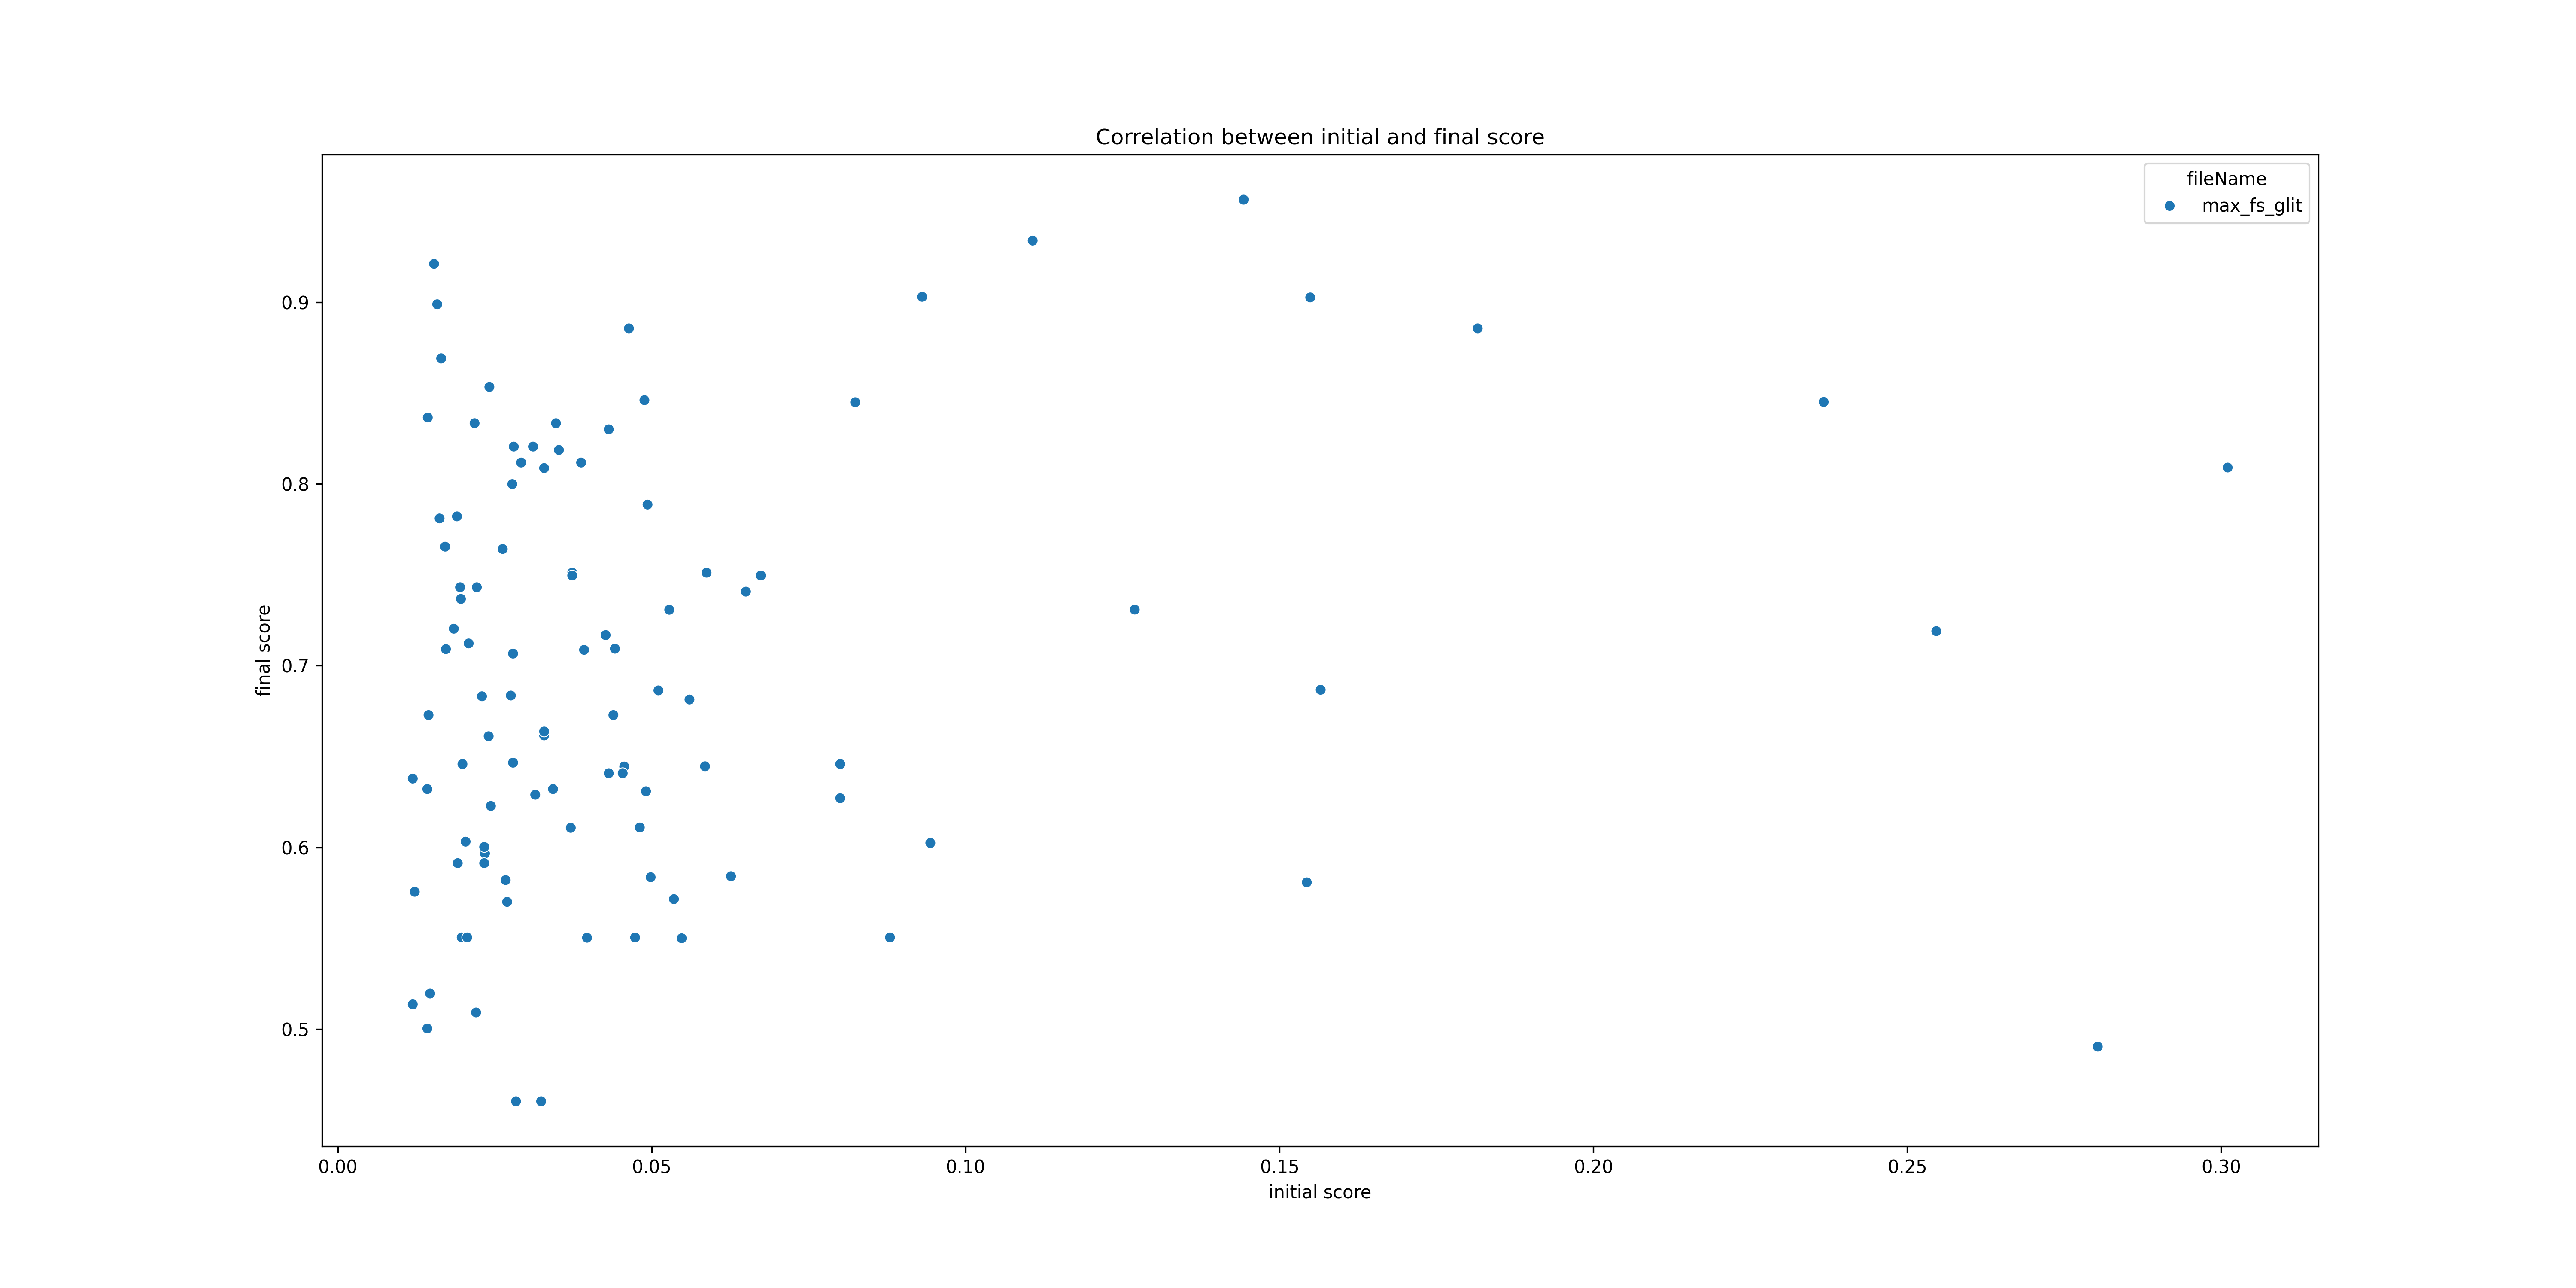 Correlation between initial and final score
fileName
max_fs_glit
0.9
0.8
0.7
0.6
0.5
final score
0.00 0.05 0.10 0.15 0.20 0.25 0.30
initial score